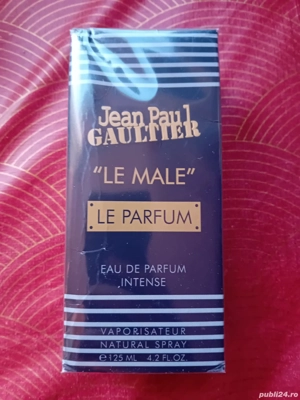 Jean Paul
GAULTIER
"LE MALE"
LE PARFUM
EAU DE PARFUM
INTENSE
VAPORISATEUR
NATURAL SPRAY
℮125 ML 4.2 FL.OZ.
publi24.ro